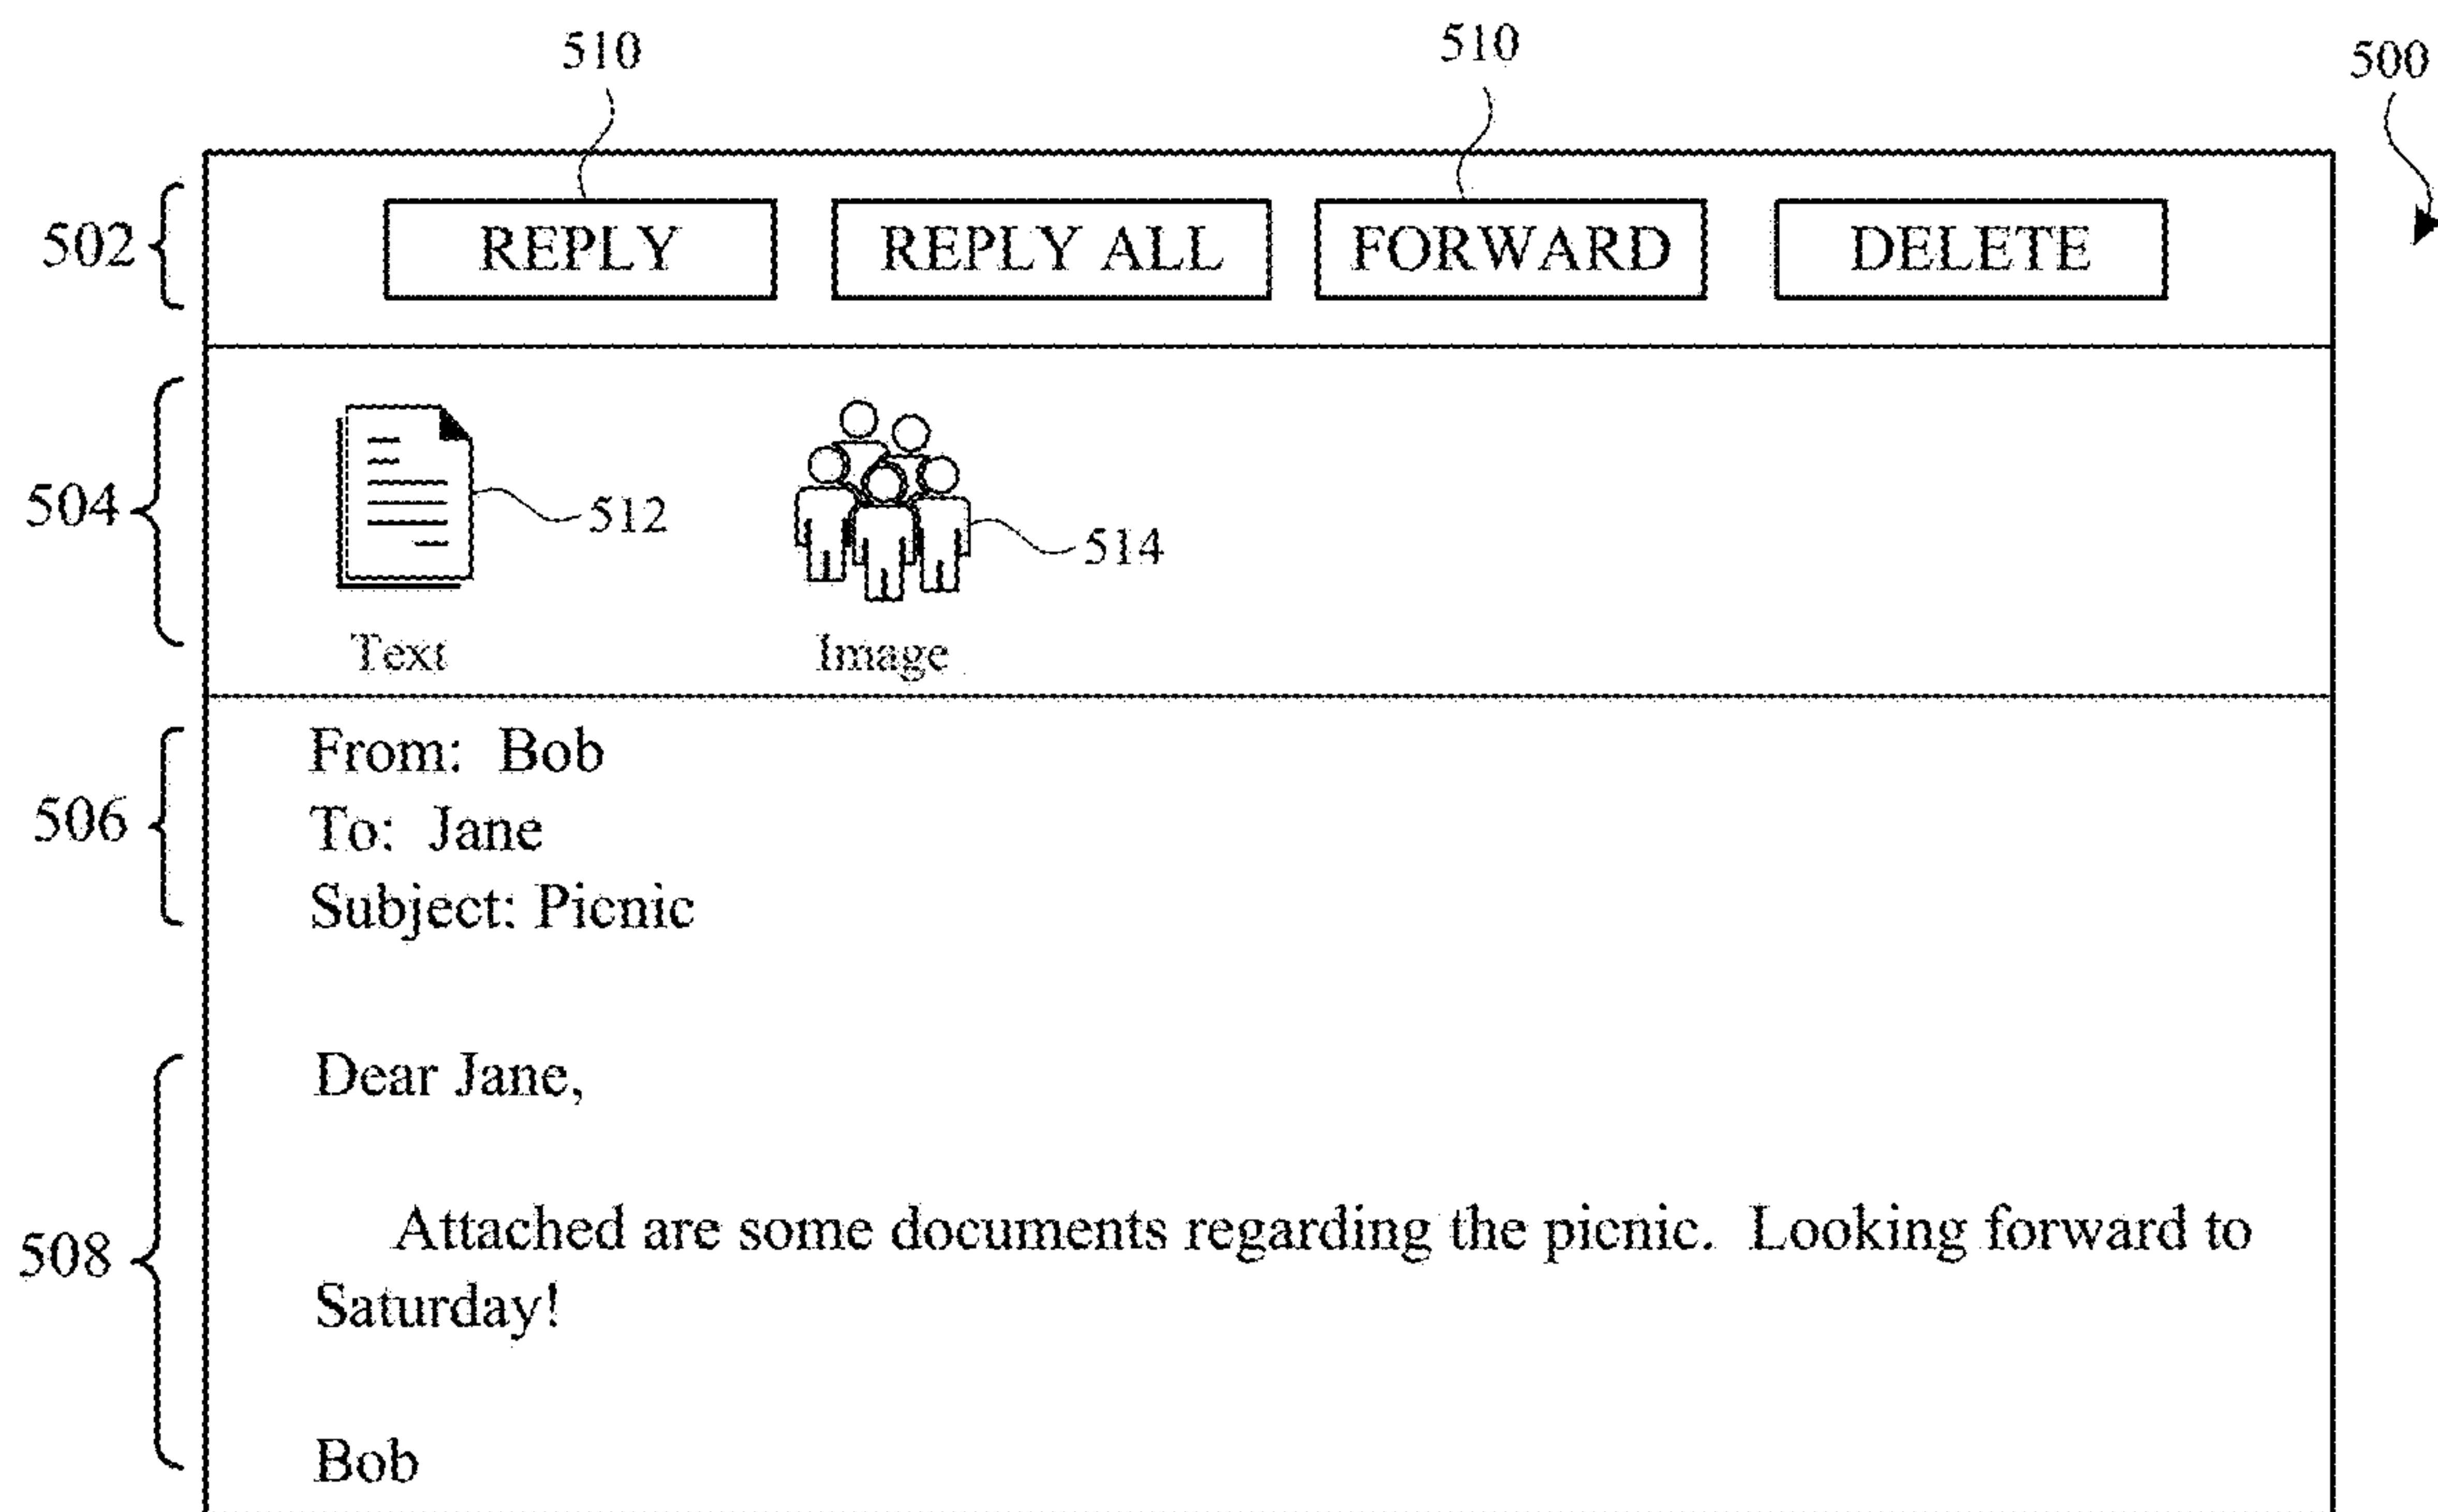 510 510 500
502 REPLY REPLY ALL FORWARD DELETE
504 512 514
Text Image
From: Bob
506 To: Jane
Subject: Picnic
Dear Jane,
Attached are some documents regarding the picnic. Looking forward to
508
Saturday!
Bob